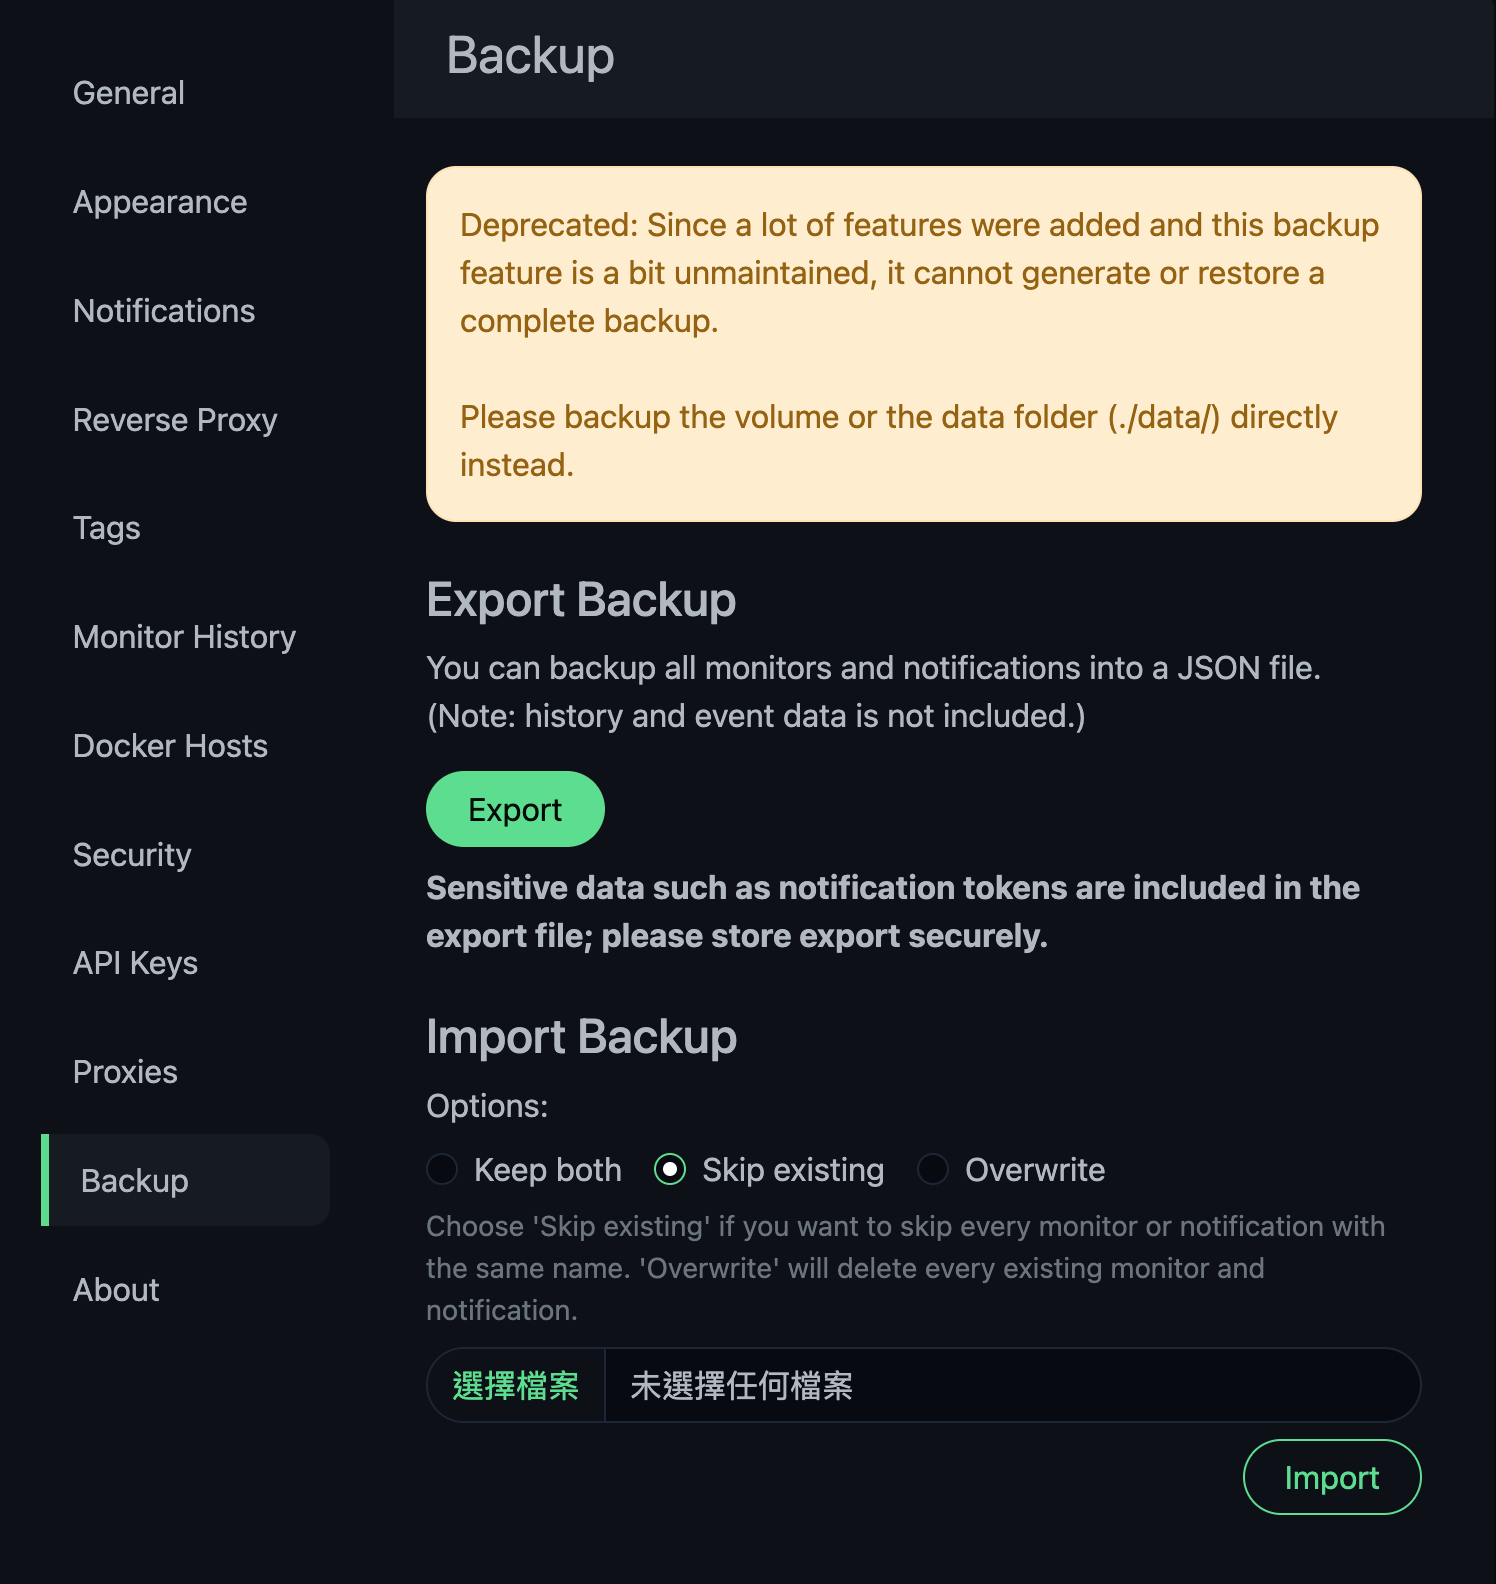 General
Appearance
Notifications
Reverse Proxy
Tags
Monitor History
Docker Hosts
Security
API Keys
Proxies
Backup
About
Backup
Deprecated: Since a lot of features were added and this backup
feature is a bit unmaintained, it cannot generate or restore a
complete backup.
Please backup the volume or the data folder (./data/) directly
instead.
Export Backup
You can backup all monitors and notifications into a JSON file.
(Note: history and event data is not included.)
Export
Sensitive data such as notification tokens are included in the
export file; please store export securely.
Import Backup
Options:
Keep both Skip existing Overwrite
Choose 'Skip existing' if you want to skip every monitor or notification with
the same name. 'Overwrite' will delete every existing monitor and
notification.
選擇檔案 未選擇任何檔案
Import